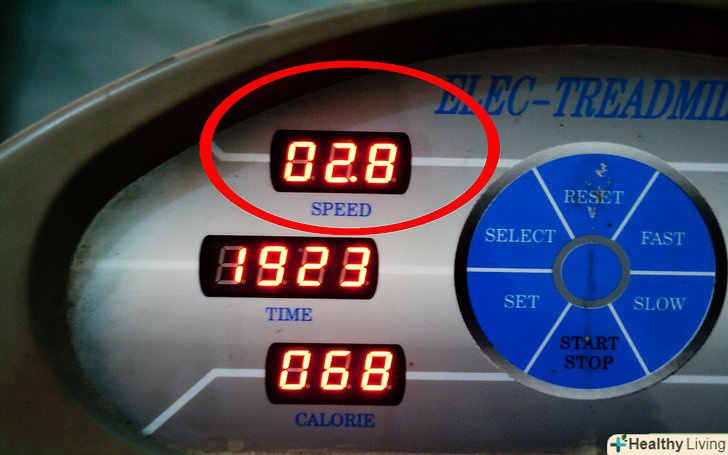 ELEC-TREADMI
02.8
SPEED
1923
TIME
068
CALORIE
RESET
SELECT
FAST
SET
SLOW
START
STOP
Healthy Living